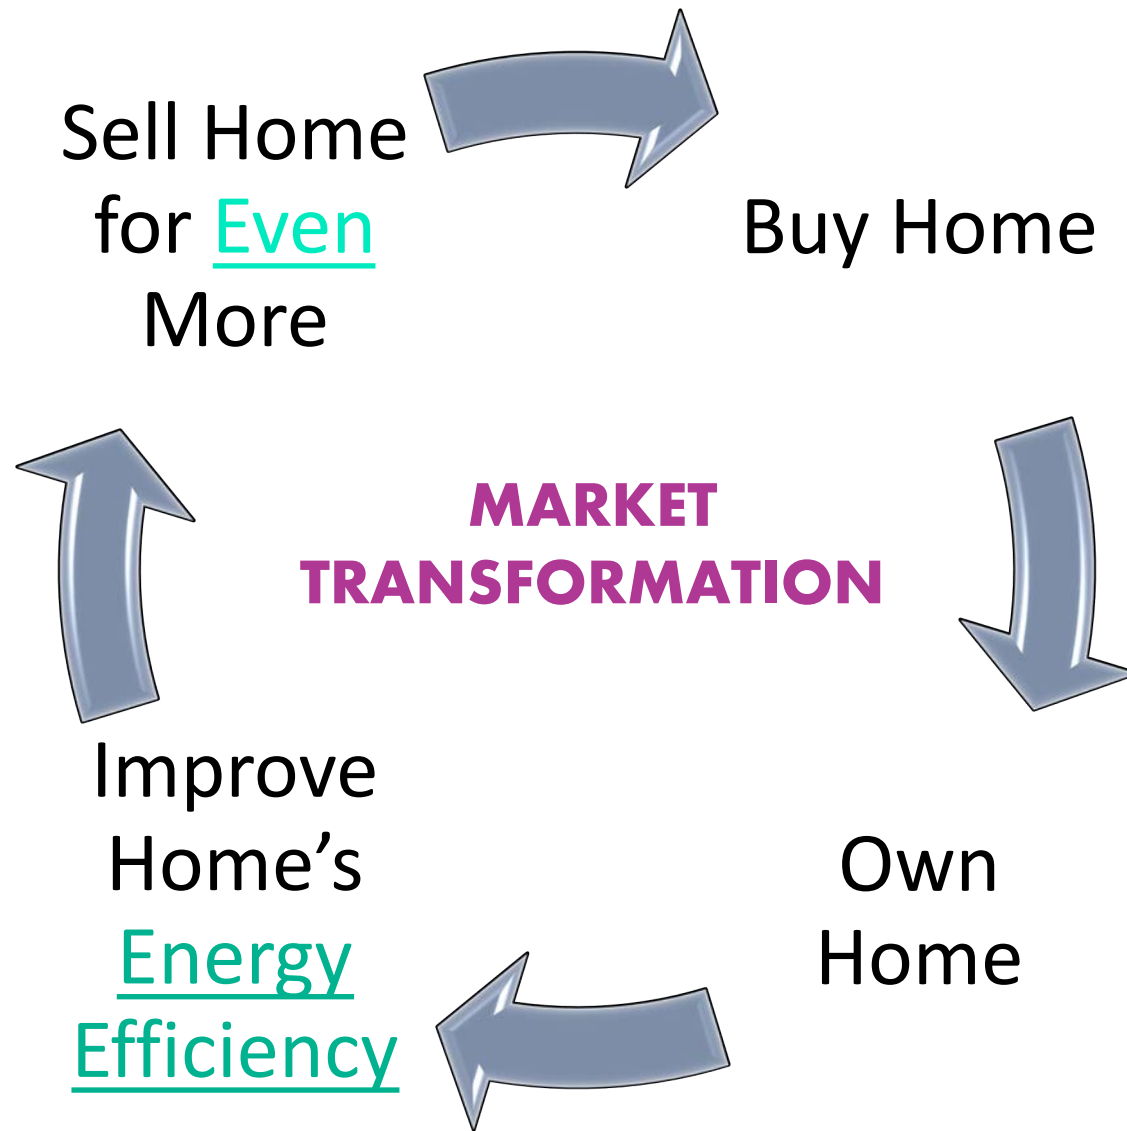 Sell Home
for Even
More
Buy Home
MARKET
TRANSFORMATION
Improve
Home’s
Energy
Efficiency
Own
Home